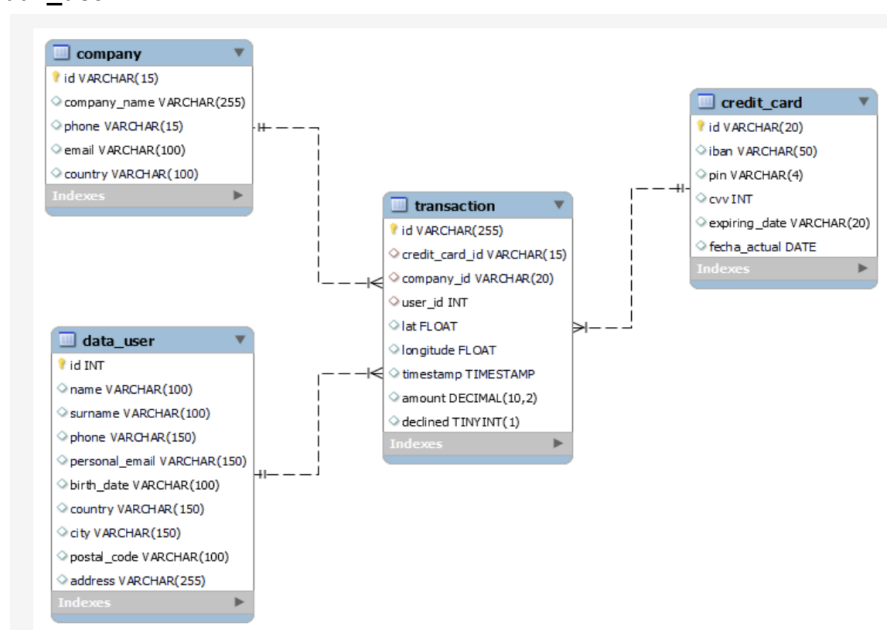 company
id VARCHAR(15)
company_name VARCHAR(255)
phone VARCHAR(15)
email VARCHAR(100)
country VARCHAR(100)
Indexes
credit_card
id VARCHAR(20)
iban VARCHAR(50)
pin VARCHAR(4)
cvv INT
expiring_date VARCHAR(20)
fecha_actual DATE
Indexes
transaction
id VARCHAR(255)
credit_card_id VARCHAR(15)
company_id VARCHAR(20)
user_id INT
lat FLOAT
longitude FLOAT
timestamp TIMESTAMP
amount DECIMAL(10,2)
declined TINYINT(1)
Indexes
data_user
id INT
name VARCHAR(100)
surname VARCHAR(100)
phone VARCHAR(150)
personal_email VARCHAR(150)
birth_date VARCHAR(100)
country VARCHAR(150)
city VARCHAR(150)
postal_code VARCHAR(100)
address VARCHAR(255)
Indexes